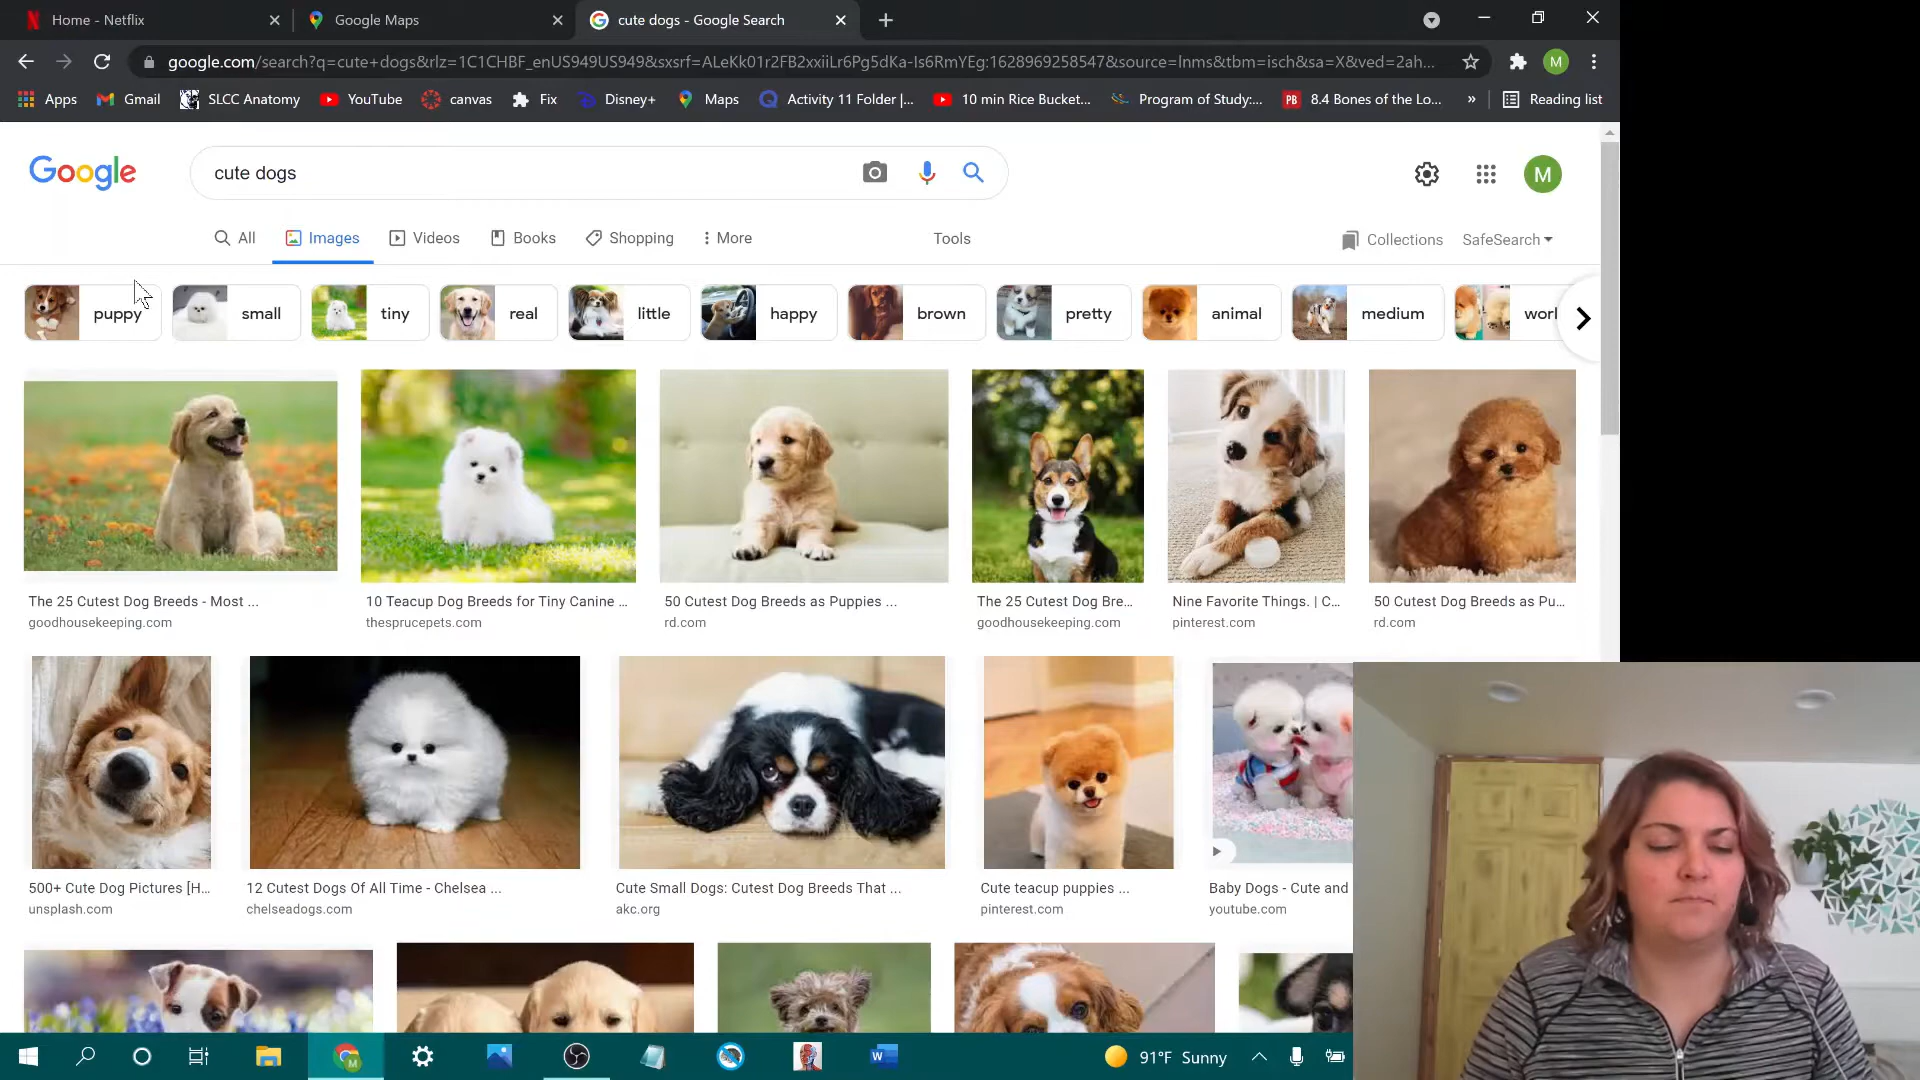 Home - Netflix
Google Maps
cute dogs - Google Search
google.com/search?q=cute+dogs&rlz=1C1CHBF_enUS949US949&sxsrf=ALeKk01r2FB2xxiiLr6Pg5dKa-Is6RmYEg:1628969258547&source=lnms&tbm=isch&sa=X&ved=2ah...
M
Apps Gmail SLCC Anatomy YouTube canvas Fix Disney+ Maps Activity 11 Folder |... 10 min Rice Bucket... Program of Study:... PB 8.4 Bones of the Lo... » Reading list
Google
cute dogs
M
All Images Videos Books Shopping More Tools Collections SafeSearch
puppy small tiny real little happy brown pretty animal medium worl
The 25 Cutest Dog Breeds - Most ...
goodhousekeeping.com
10 Teacup Dog Breeds for Tiny Canine ...
thesprucepets.com
50 Cutest Dog Breeds as Puppies ...
rd.com
The 25 Cutest Dog Bre...
goodhousekeeping.com
Nine Favorite Things. | C...
pinterest.com
50 Cutest Dog Breeds as Pu...
rd.com
500+ Cute Dog Pictures [H...
unsplash.com
12 Cutest Dogs Of All Time - Chelsea ...
chelseadogs.com
Cute Small Dogs: Cutest Dog Breeds That ...
akc.org
Cute teacup puppies ...
pinterest.com
Baby Dogs - Cute and
youtube.com
M
W
91°F Sunny